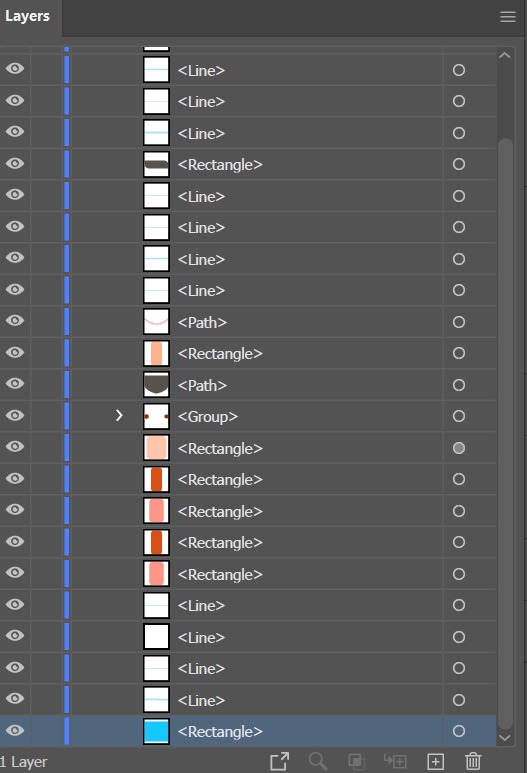 Layers
<Line>
<Line>
<Line>
<Rectangle>
<Line>
<Line>
<Line>
<Line>
<Path>
<Rectangle>
<Path>
<Group>
<Rectangle>
<Rectangle>
<Rectangle>
<Rectangle>
<Rectangle>
<Line>
<Line>
<Line>
<Line>
<Rectangle>
1 Layer